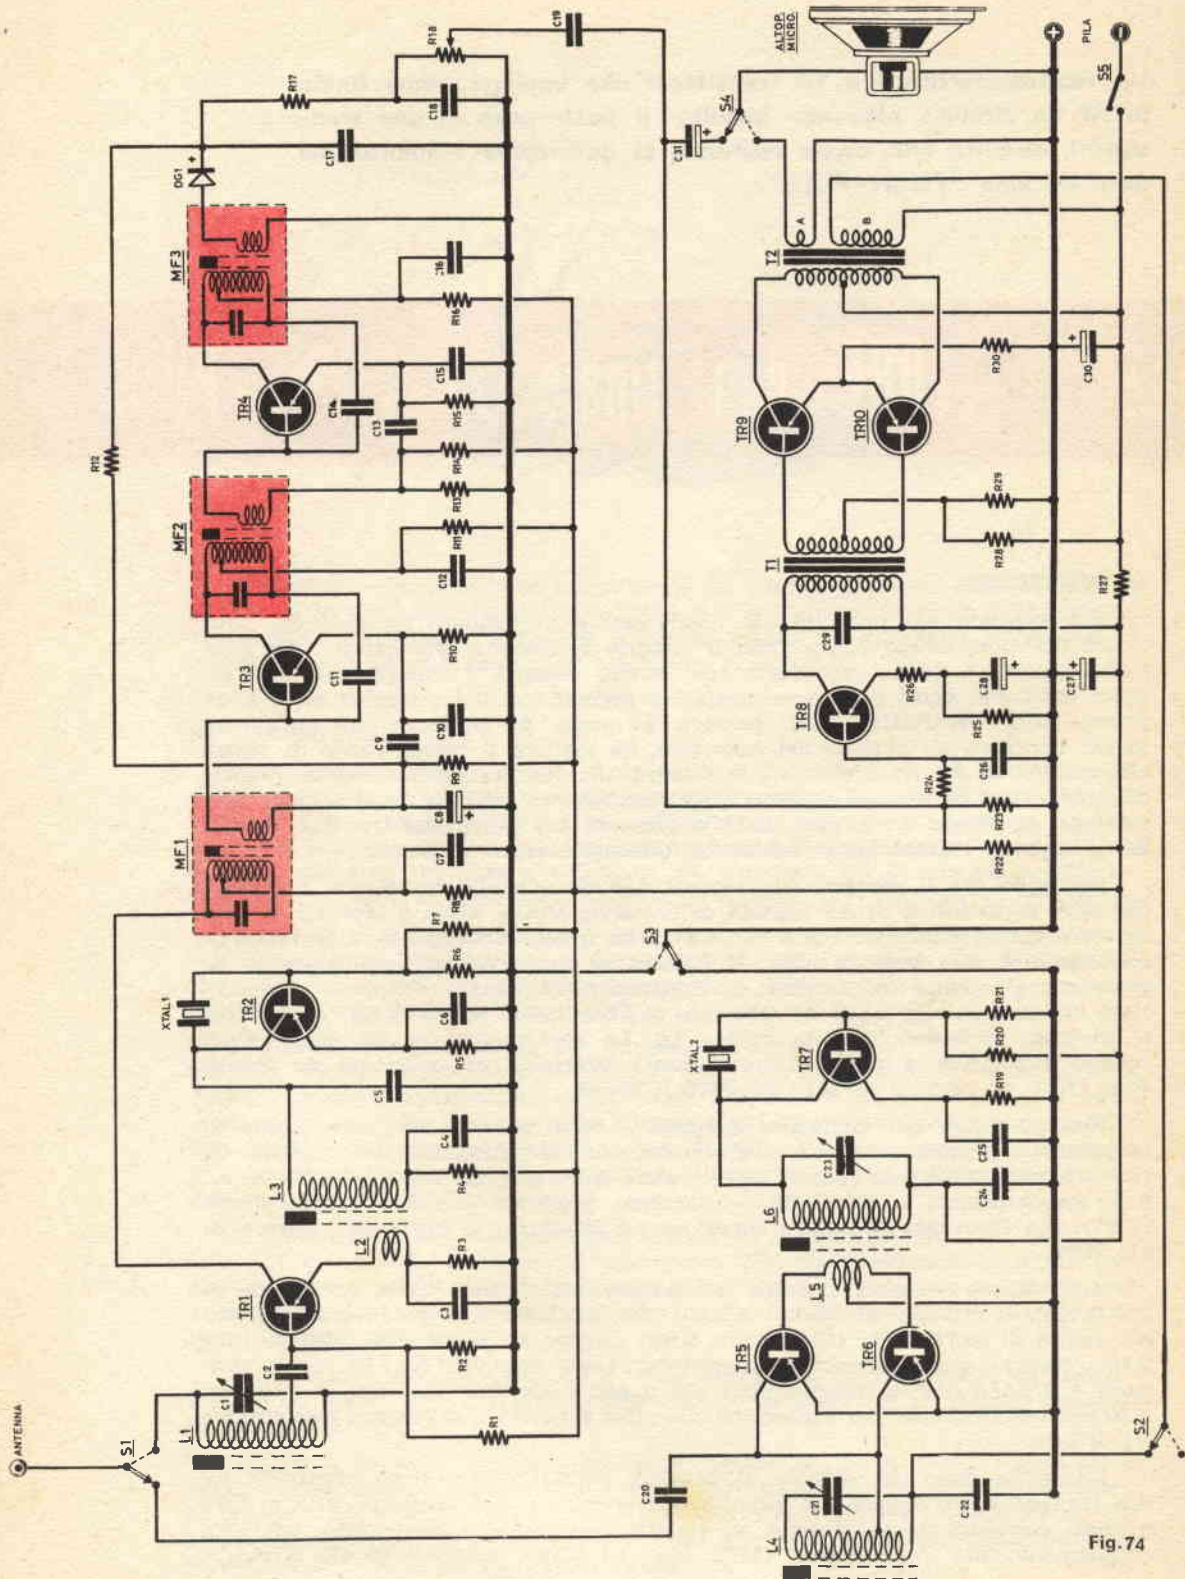 ANTENNA
S1
L1
C1
C2
TR1
R1
R2
C3
R3
L2
L3
R4
C4
C5
XTAL1
TR2
R5
C6
R6
R7
R8
C7
MF1
C8
R9
C9
C10
R10
TR3
C11
MF2
C12
R11
R13
R14
C13
R15
C15
TR4
C14
MF3
R16
C16
R12
DG1
+
C17
R17
C18
R18
C19
C20
L4
C21
C22
TR5
TR6
L5
L6
C23
XTAL2
TR7
C24
C25
R19
R20
R21
S2
S3
R22
R23
R24
C26
TR8
R25
R26
C28
+
C27
+
C29
T1
R27
R28
R29
TR9
TR10
R30
C30
+
T2
A
B
C31
+
S4
ALTOP.
MICRO.
S5
PILA
+
-
Fig.74